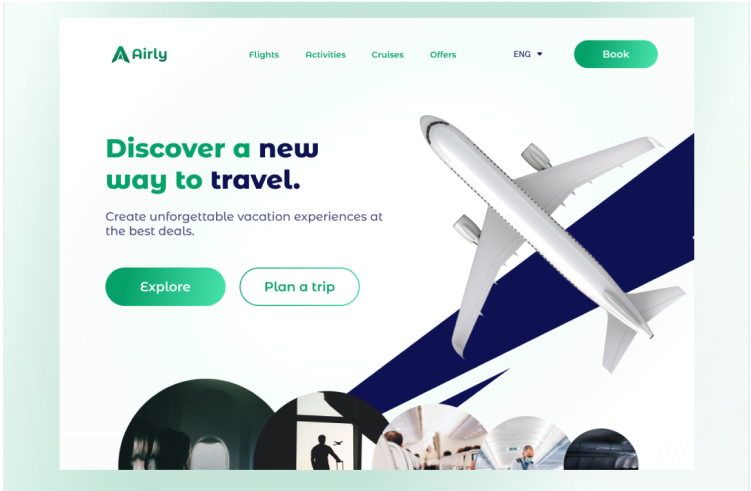 Airly
Flights
Activities
Cruises
Offers
ENG
Book
Discover a new
way to travel.
Create unforgettable vacation experiences at
the best deals.
Explore
Plan a trip